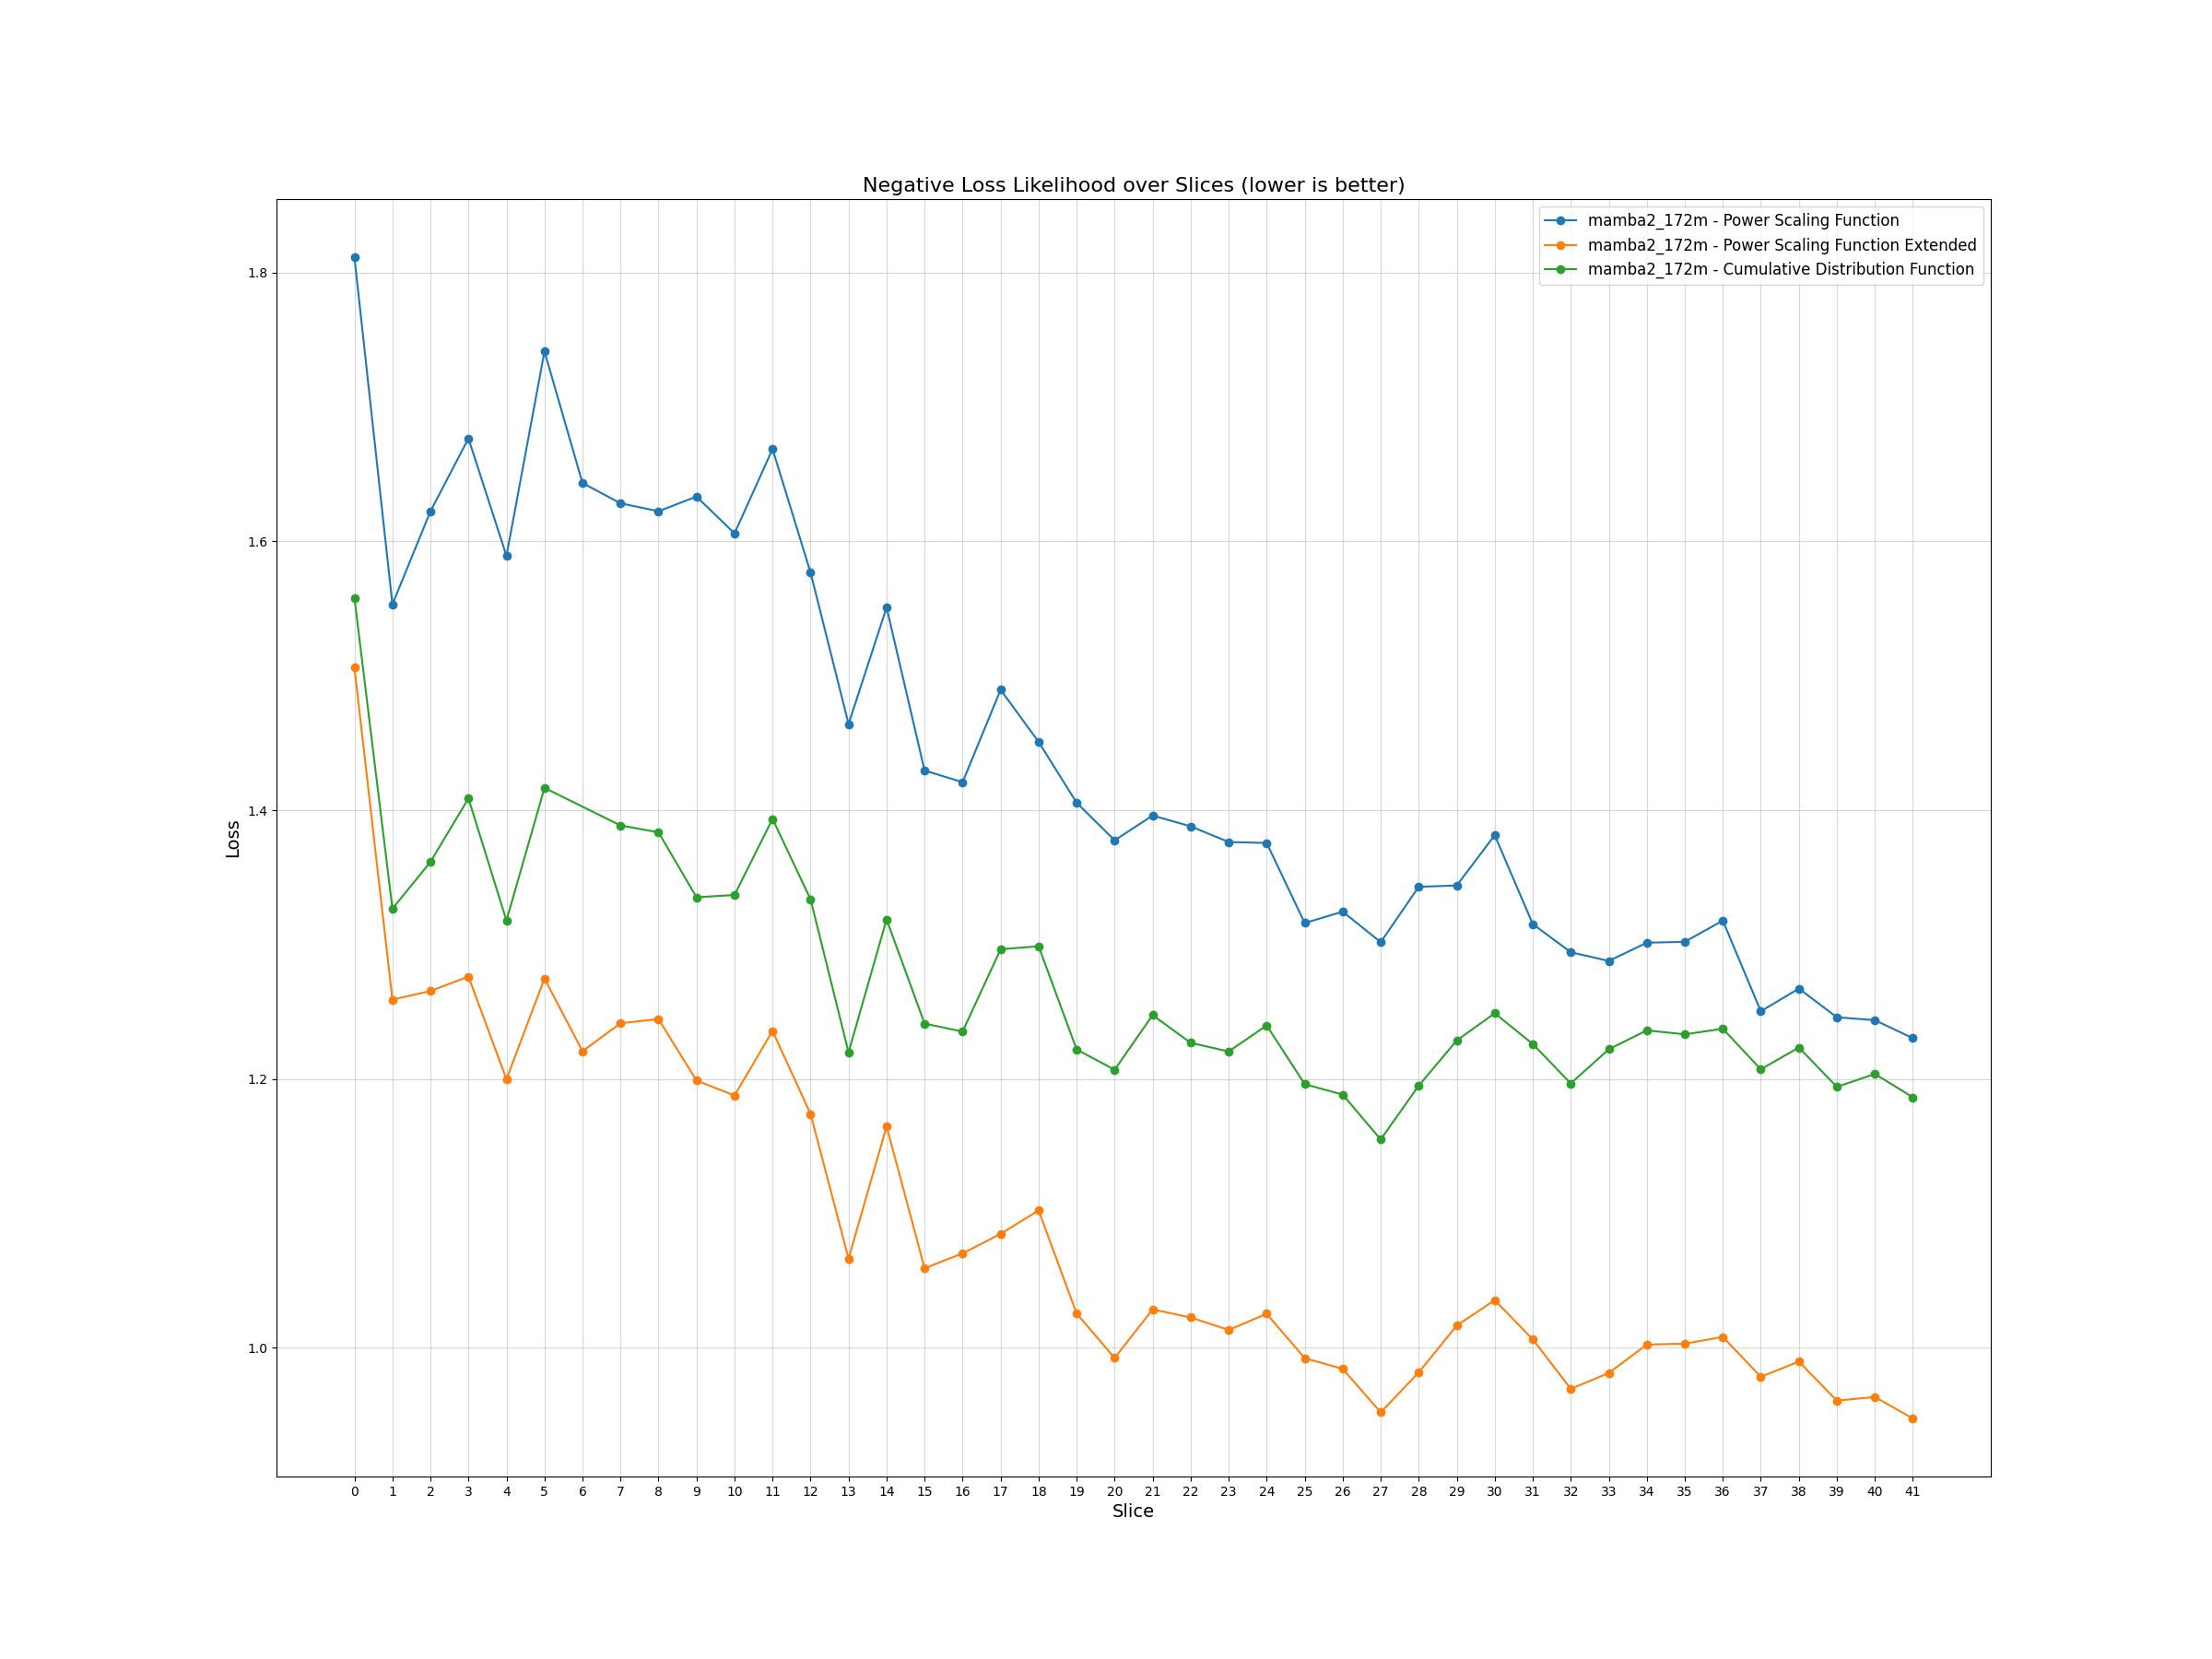 Negative Loss Likelihood over Slices (lower is better)
mamba2_172m - Power Scaling Function
mamba2_172m - Power Scaling Function Extended
mamba2_172m - Cumulative Distribution Function
1.8
1.6
1.4
1.2
1.0
Loss
0 1 2 3 4 5 6 7 8 9 10 11 12 13 14 15 16 17 18 19 20 21 22 23 24 25 26 27 28 29 30 31 32 33 34 35 36 37 38 39 40 41
Slice